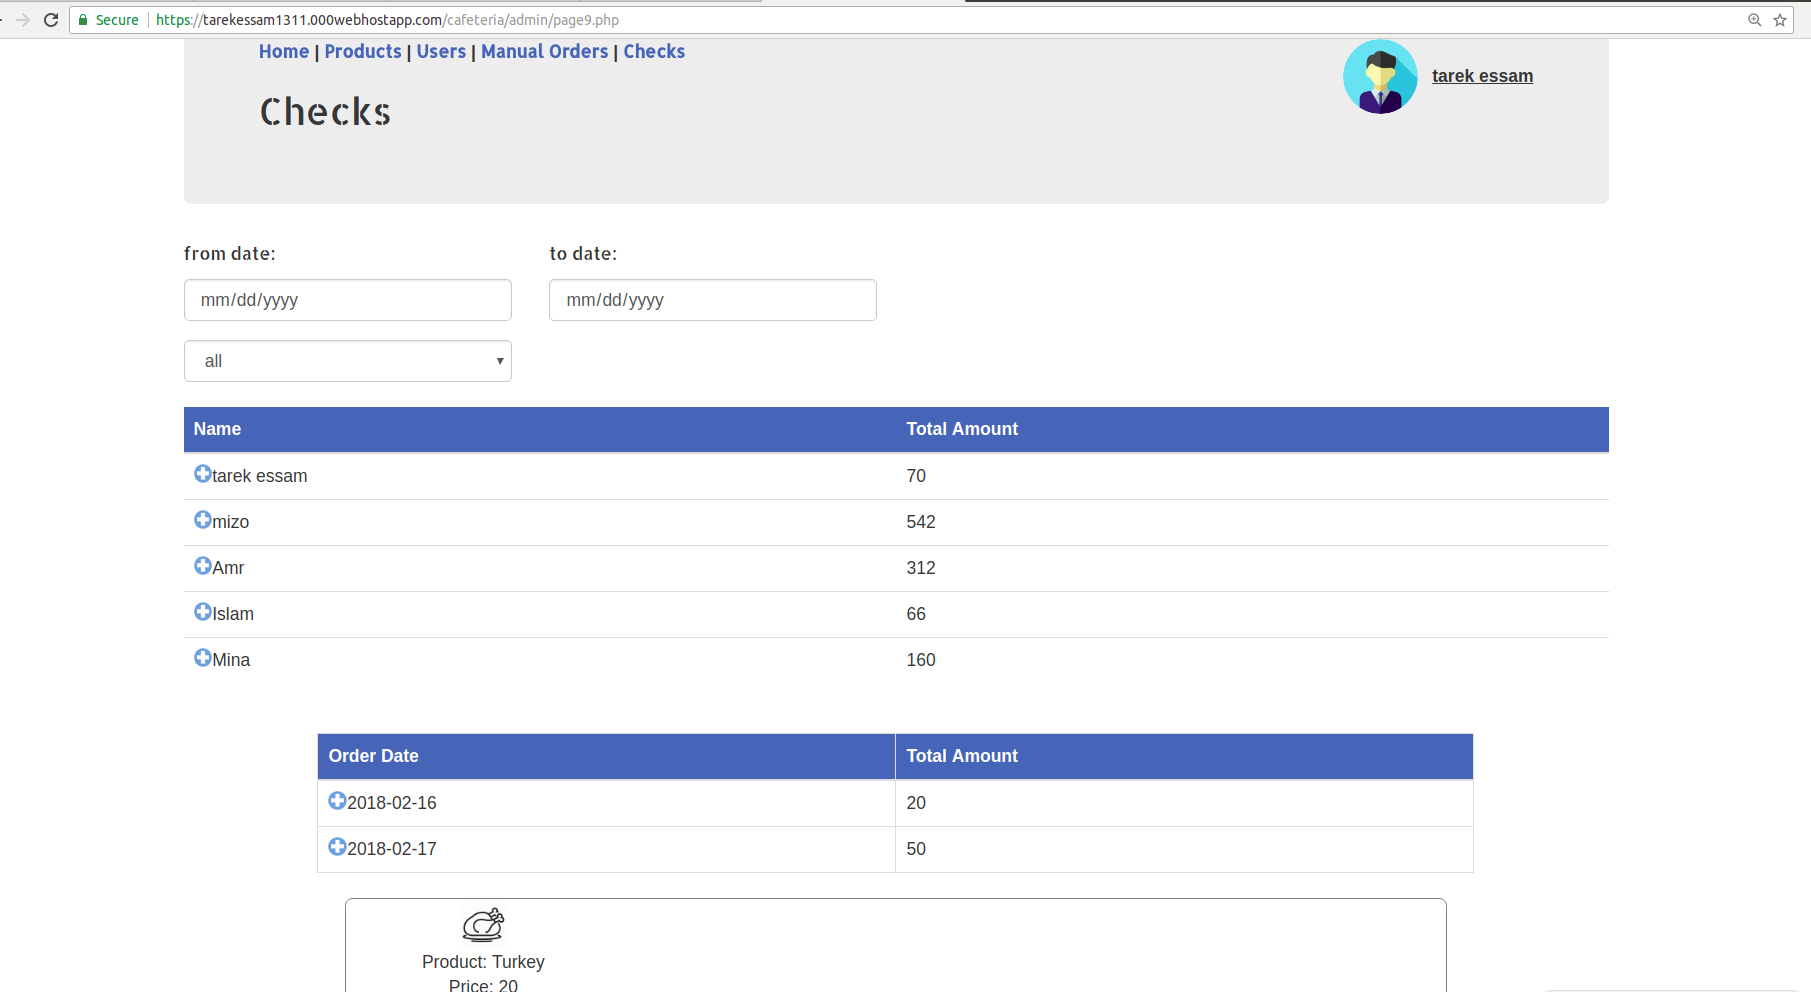 Secure https://tarekessam1311.000webhostapp.com/cafeteria/admin/page9.php
Home | Products | Users | Manual Orders | Checks
tarek essam
Checks
from date: to date:
mm/dd/yyyy mm/dd/yyyy
all
Name Total Amount
tarek essam 70
mizo 542
Amr 312
Islam 66
Mina 160
Order Date Total Amount
2018-02-16 20
2018-02-17 50
Product: Turkey
Price: 20